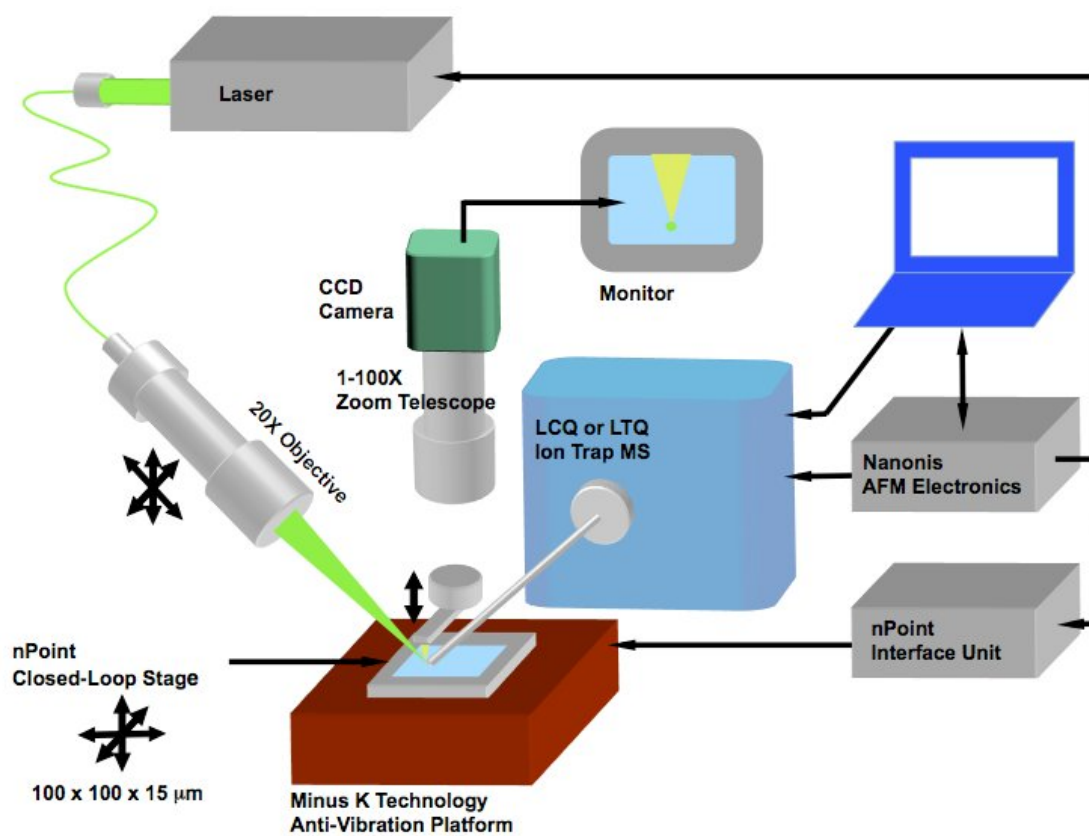 Laser
CCD
Camera
Monitor
1-100X
Zoom Telescope
20X Objective
LCQ or LTQ
Ion Trap MS
Nanonis
AFM Electronics
nPoint
Closed-Loop Stage
100 x 100 x 15 μm
nPoint
Interface Unit
Minus K Technology
Anti-Vibration Platform